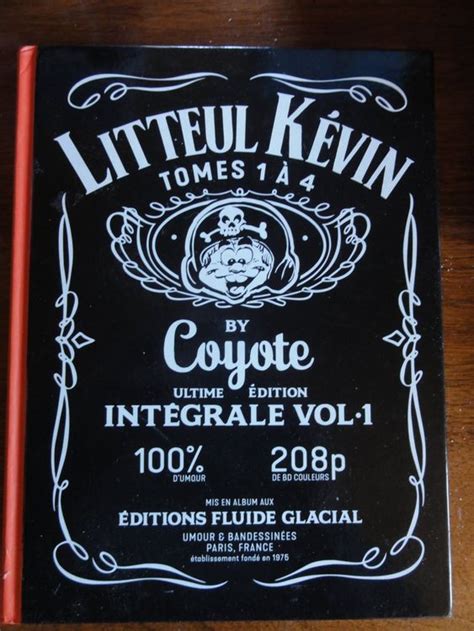 LITTEUL KÉVIN
TOMES 1 À 4
BY
Coyote
ULTIME ÉDITION
INTÉGRALE VOL·1
100% 208p
D'UMOUR DE BD COULEURS
MIS EN ALBUM AUX
ÉDITIONS FLUIDE GLACIAL
UMOUR & BANDESSINÉES
PARIS, FRANCE
établissement fondé en 1975